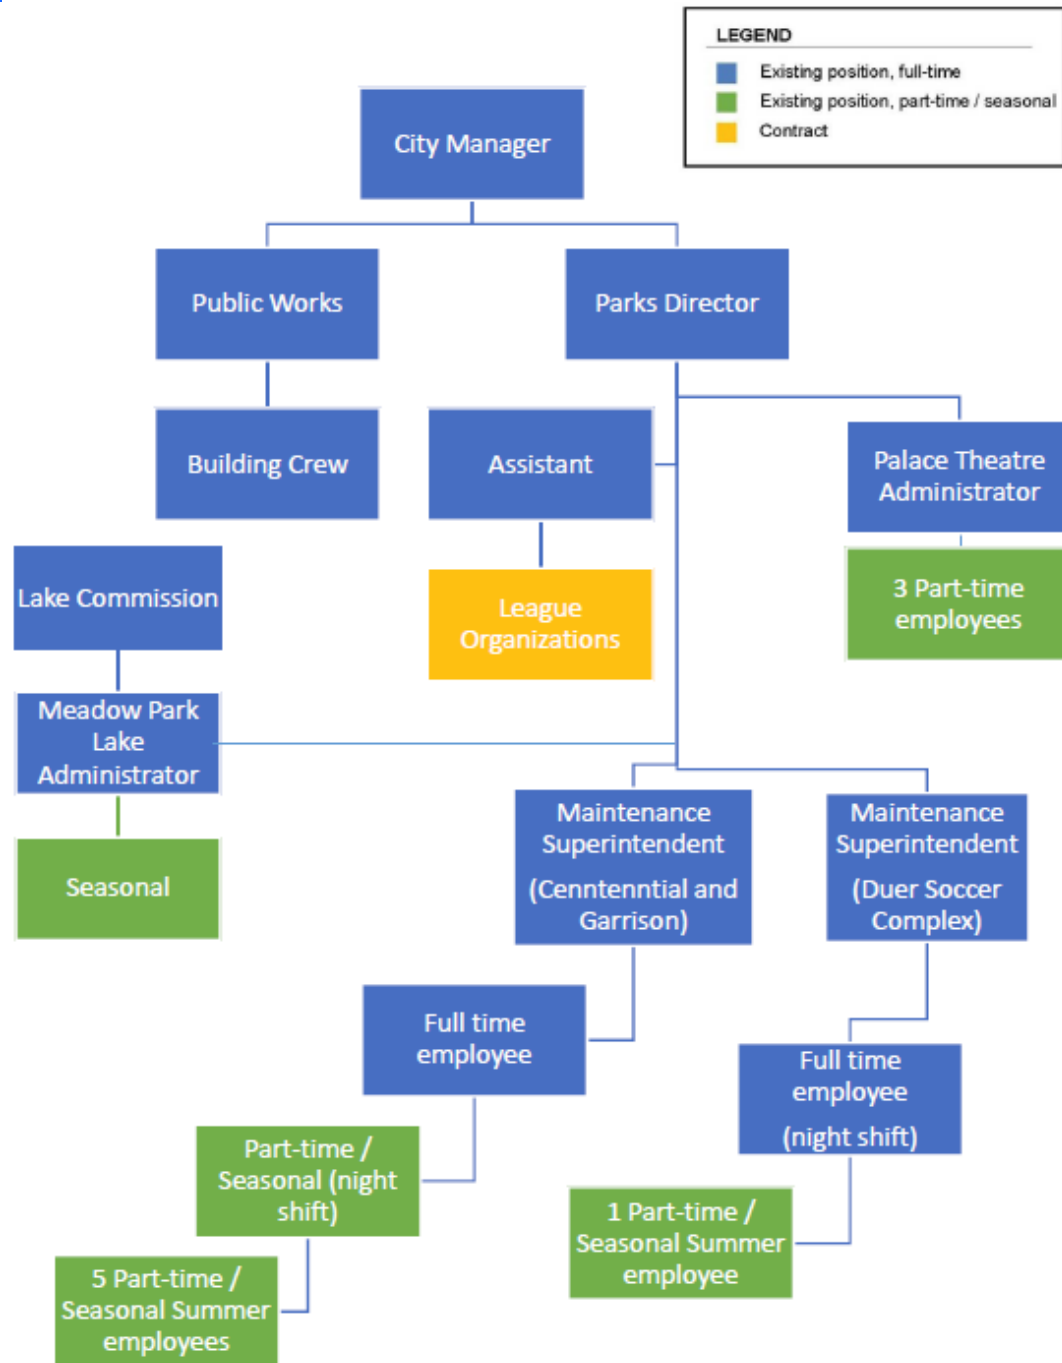 LEGEND
Existing position, full-time
Existing position, part-time / seasonal
Contract
City Manager
Public Works
Parks Director
Building Crew
Assistant
Palace Theatre
Administrator
League
Organizations
3 Part-time
employees
Lake Commission
Meadow Park
Lake
Administrator
Seasonal
Maintenance
Superintendent
(Cenntenntial and
Garrison)
Maintenance
Superintendent
(Duer Soccer
Complex)
Full time
employee
Full time
employee
(night shift)
Part-time /
Seasonal (night
shift)
1 Part-time /
Seasonal Summer
employee
5 Part-time /
Seasonal Summer
employees